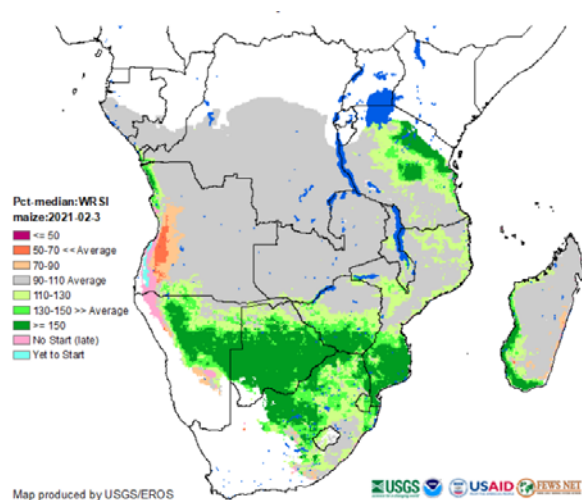 Pct-median:WRSI
maize:2021-02-3
<= 50
50-70 << Average
70-90
90-110 Average
110-130
130-150 >> Average
>= 150
No Start (late)
Yet to Start
Map produced by USGS/EROS
USGS
USAID
FEWS NET